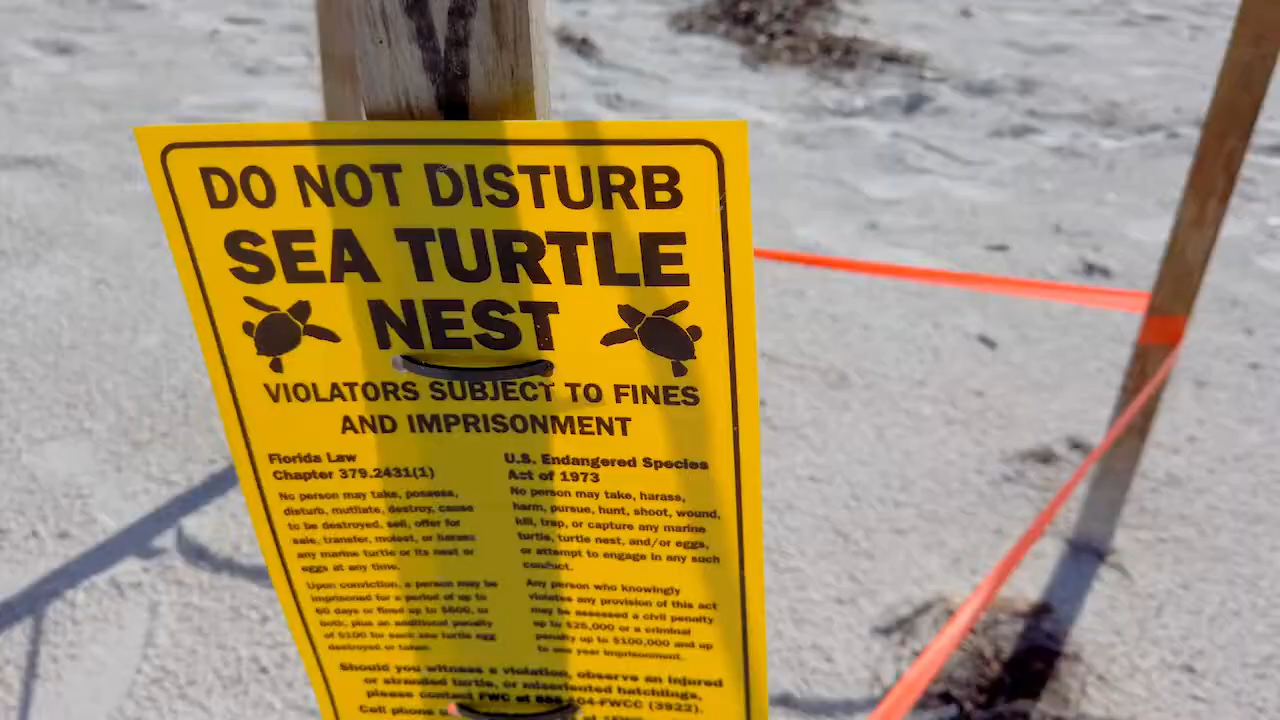 DO NOT DISTURB
SEA TURTLE
NEST
VIOLATORS SUBJECT TO FINES
AND IMPRISONMENT
Florida Law
Chapter 379.2431(1)
No person may take, possess,
disturb, mutilate, destroy, cause
to be destroyed, sell, offer for
sale, transfer, molest, or harass
any marine turtle or its nest or
eggs at any time.
Upon conviction, a person may be
imprisoned for a period of up to
60 days or fined up to $500, or
both, plus an additional penalty
of $100 for each sea turtle egg
destroyed or taken.
U.S. Endangered Species
Act of 1973
No person may take, harass,
harm, pursue, hunt, shoot, wound,
kill, trap, or capture any marine
turtle, turtle nest, and/or eggs,
or attempt to engage in any such
conduct.
Any person who knowingly
violates any provision of this act
may be assessed a civil penalty
up to $25,000 or a criminal
penalty up to $100,000 and up
to one year imprisonment.
Should you witness a violation, observe an injured
or stranded turtle, or misoriented hatchlings,
please contact FWC at 888-404-FWCC (3922).
Cell phone